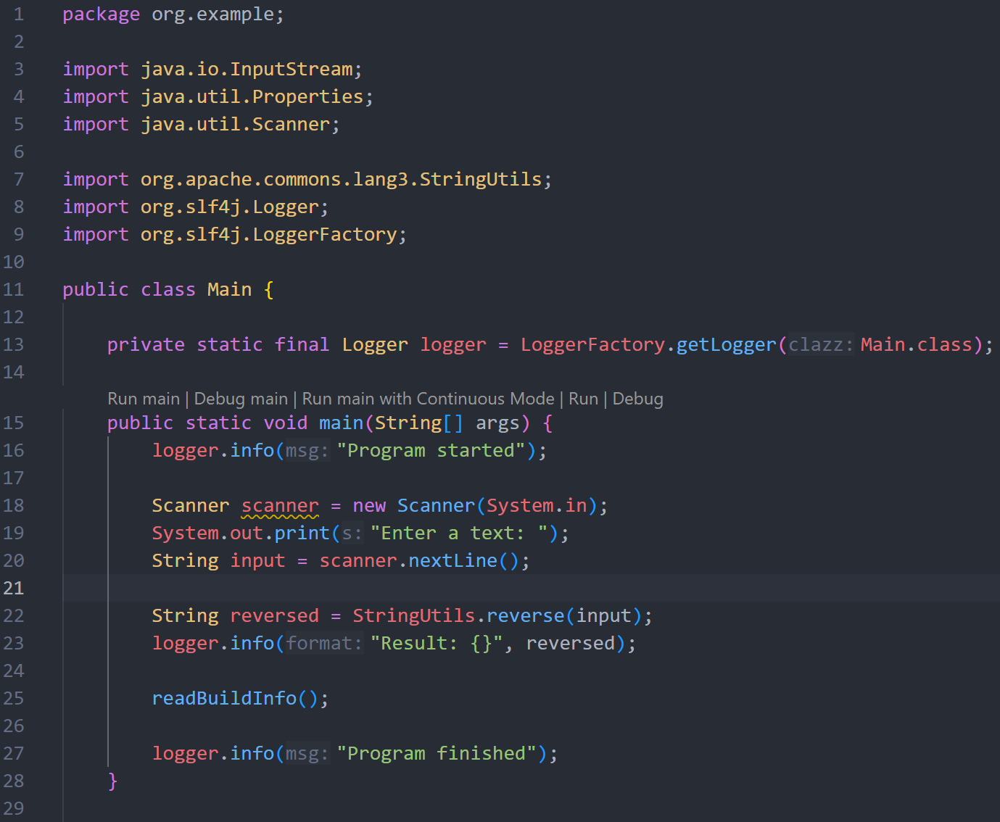 1 package org.example;
2
3 import java.io.InputStream;
4 import java.util.Properties;
5 import java.util.Scanner;
6
7 import org.apache.commons.lang3.StringUtils;
8 import org.slf4j.Logger;
9 import org.slf4j.LoggerFactory;
10
11 public class Main {
12
13     private static final Logger logger = LoggerFactory.getLogger(clazz: Main.class);
14
Run main | Debug main | Run main with Continuous Mode | Run | Debug
15     public static void main(String[] args) {
16         logger.info(msg: "Program started");
17
18         Scanner scanner = new Scanner(System.in);
19         System.out.print(s: "Enter a text: ");
20         String input = scanner.nextLine();
21
22         String reversed = StringUtils.reverse(input);
23         logger.info(format: "Result: {}", reversed);
24
25         readBuildInfo();
26
27         logger.info(msg: "Program finished");
28     }
29